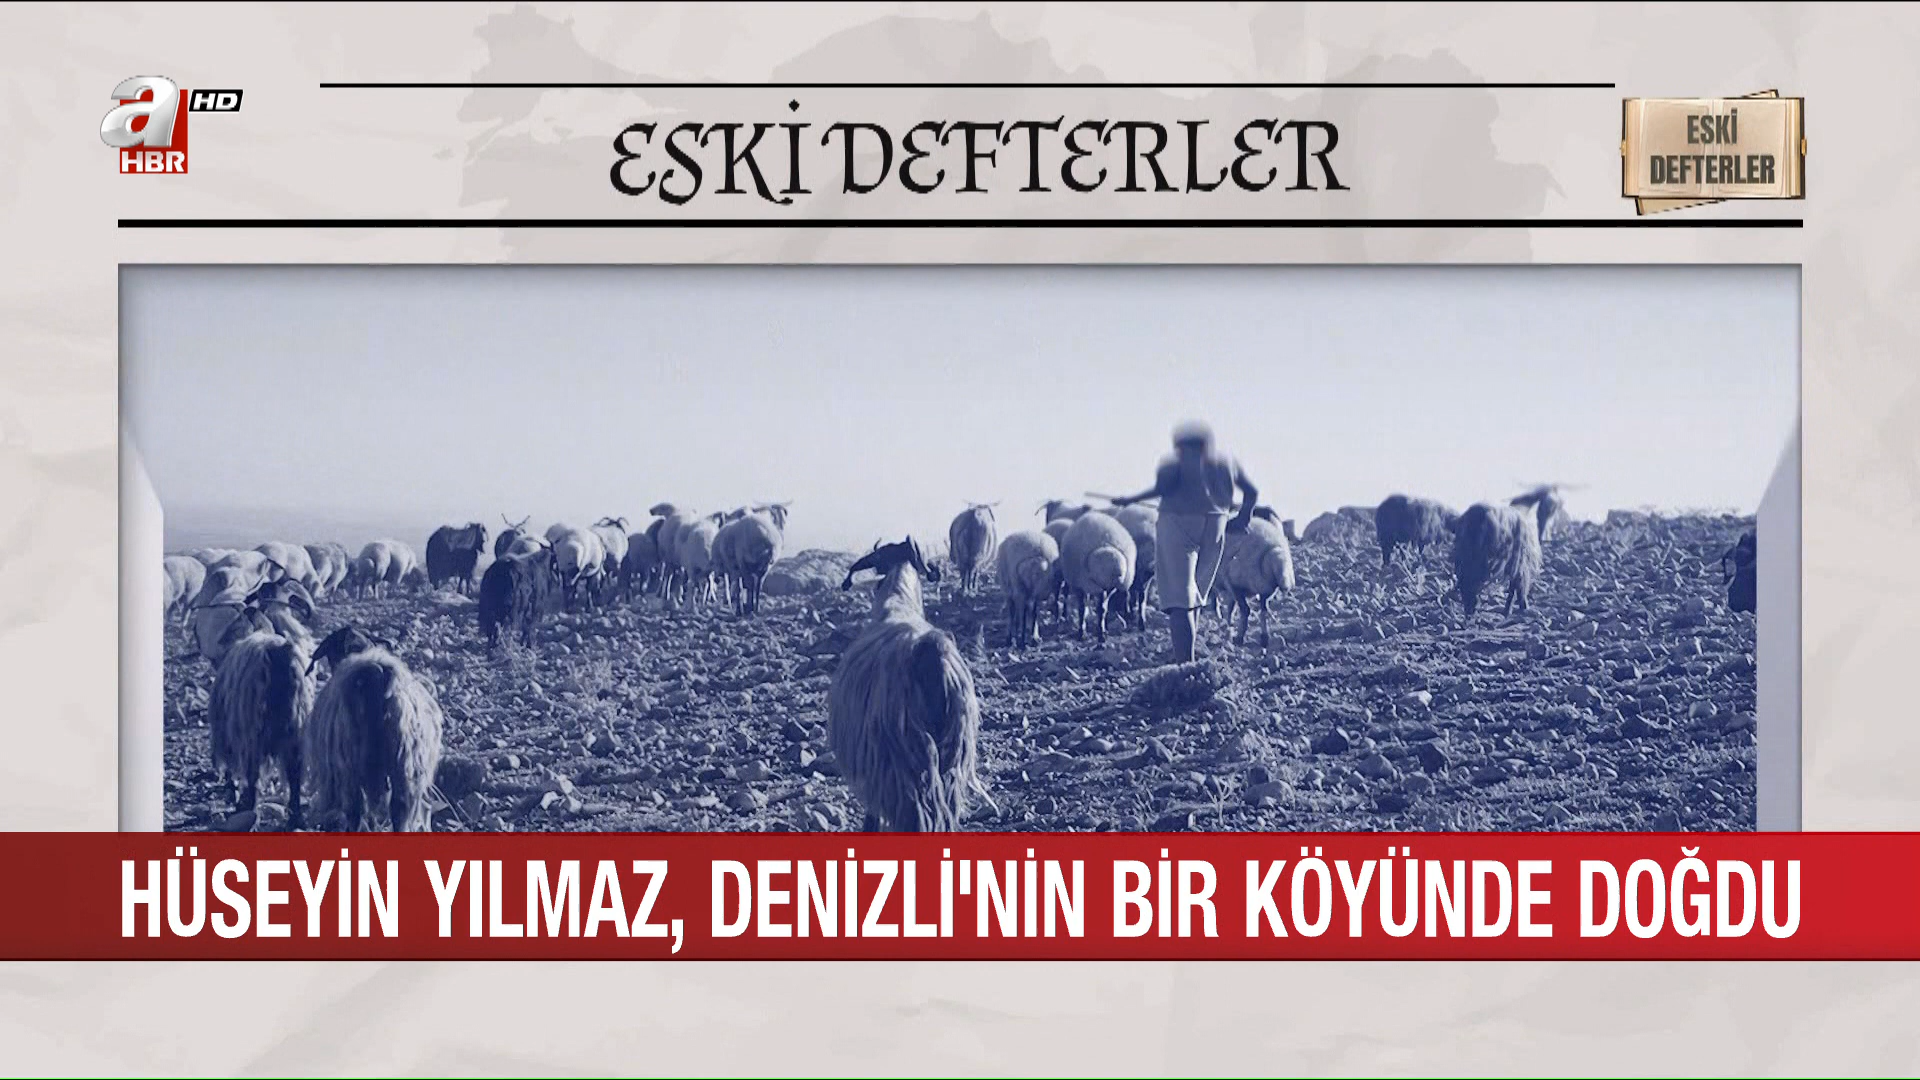 a HD
HBR
ESKİ DEFTERLER
ESKİ
DEFTERLER
HÜSEYİN YILMAZ, DENİZLİ'NİN BİR KÖYÜNDE DOĞDU